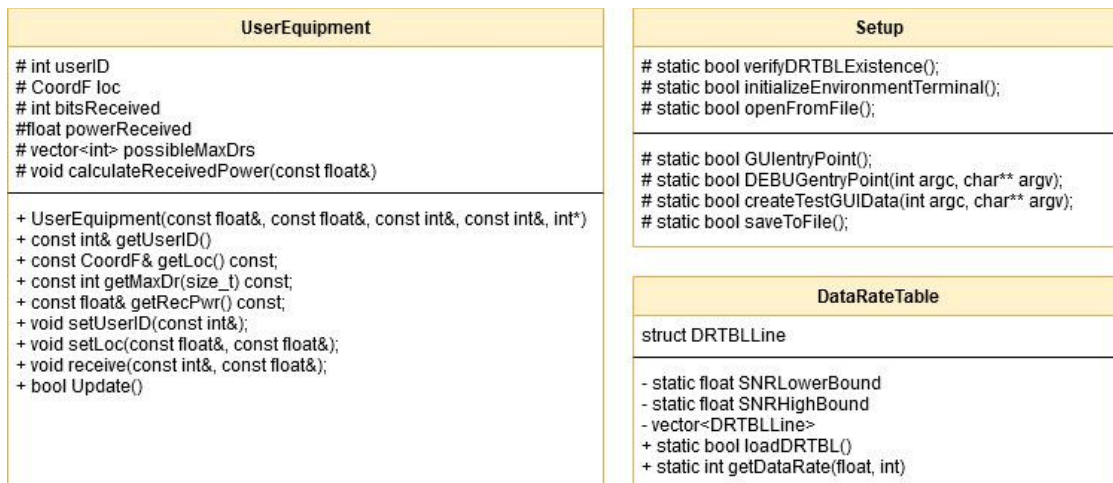 UserEquipment
# int userID
# CoordF loc
# int bitsReceived
#float powerReceived
# vector<int> possibleMaxDrs
# void calculateReceivedPower(const float&)
+ UserEquipment(const float&, const float&, const int&, const int&, int*)
+ const int& getUserID()
+ const CoordF& getLoc() const;
+ const int getMaxDr(size_t) const;
+ const float& getRecPwr() const;
+ void setUserID(const int&);
+ void setLoc(const float&, const float&);
+ void receive(const int&, const float&);
+ bool Update()
Setup
# static bool verifyDRTBLExistence();
# static bool initializeEnvironmentTerminal();
# static bool openFromFile();
# static bool GUIentryPoint();
# static bool DEBUGentryPoint(int argc, char** argv);
# static bool createTestGUIData(int argc, char** argv);
# static bool saveToFile();
DataRateTable
struct DRTBLLine
- static float SNRLowerBound
- static float SNRHighBound
- vector<DRTBLLine>
+ static bool loadDRTBL()
+ static int getDataRate(float, int)